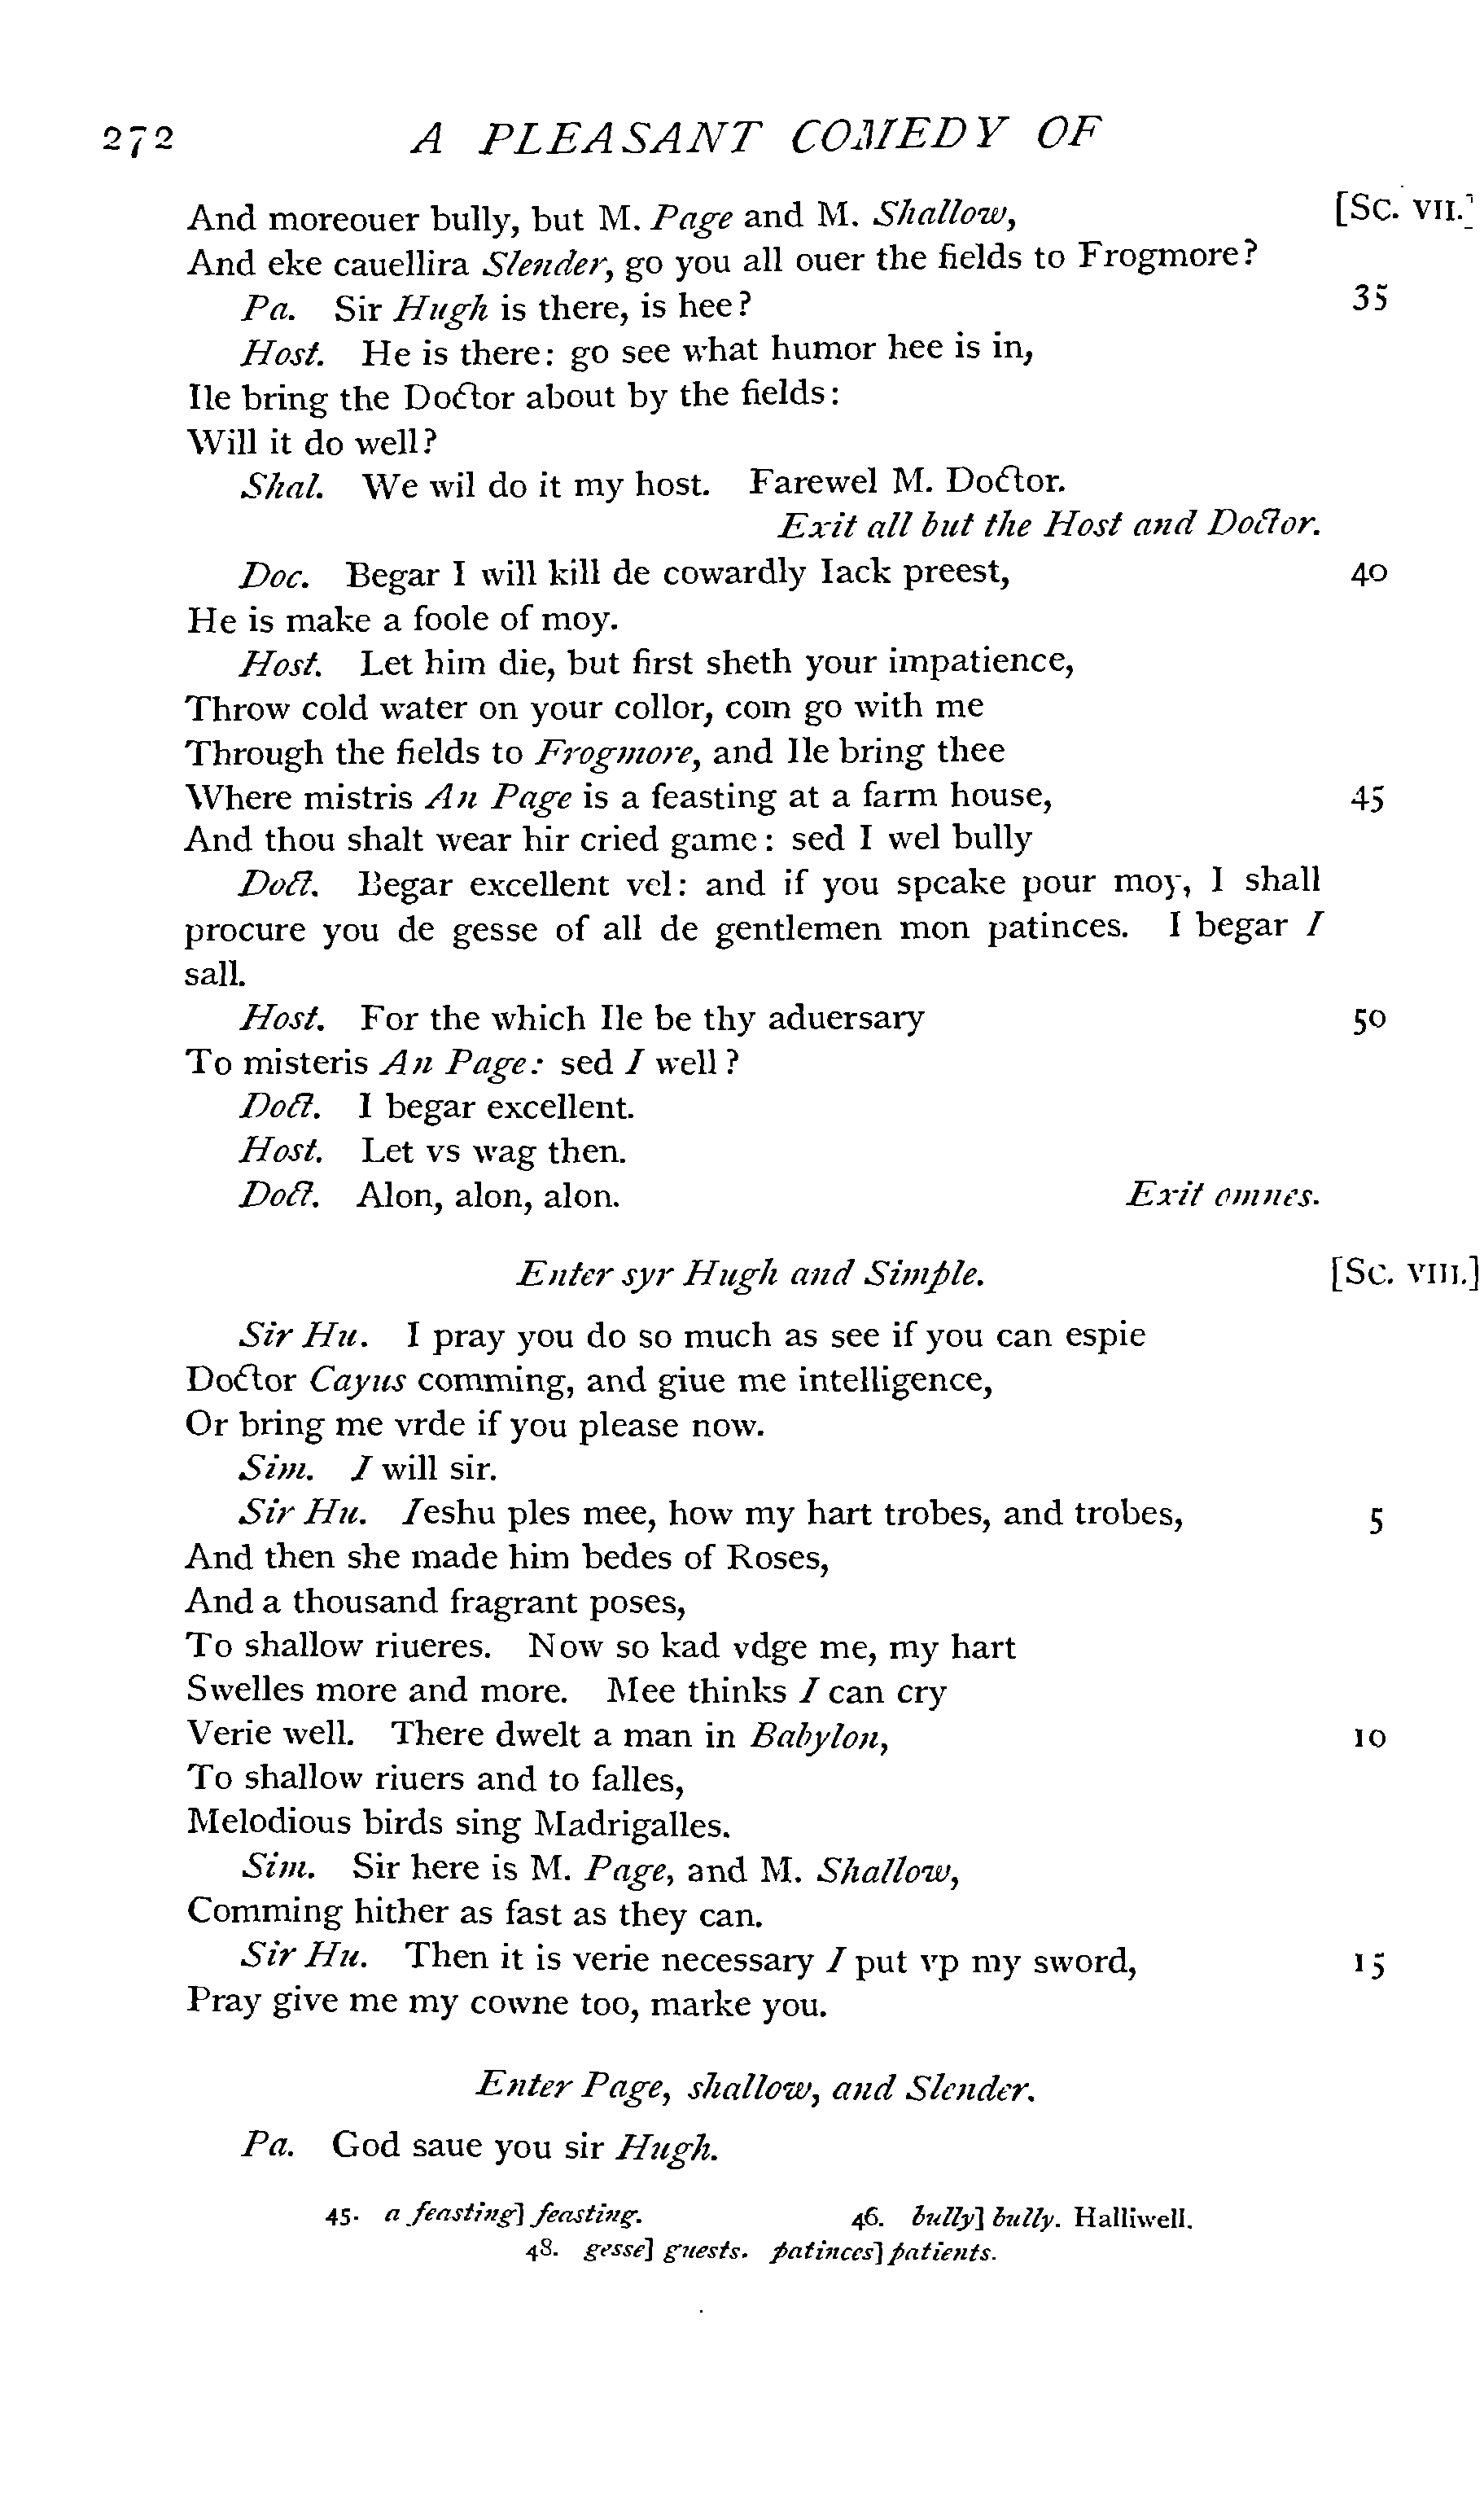 272 A PLEASANT COMEDY OF
And moreouer bully, but M. Page and M. Shallow, [Sc. VII.]
And eke cauellira Slender, go you all ouer the fields to Frogmore?
Pa. Sir Hugh is there, is hee? 35
Host. He is there: go see what humor hee is in,
Ile bring the Doctor about by the fields:
Will it do well?
Shal. We wil do it my host. Farewel M. Doctor.
Exit all but the Host and Doctor.
Doc. Begar I will kill de cowardly Iack preest, 40
He is make a foole of moy.
Host. Let him die, but first sheth your impatience,
Throw cold water on your collor, com go with me
Through the fields to Frogmore, and Ile bring thee
Where mistris An Page is a feasting at a farm house, 45
And thou shalt wear hir cried game: sed I wel bully
Doct. Begar excellent vel: and if you speake pour moy, I shall
procure you de gesse of all de gentlemen mon patinces. I begar I
sall.
Host. For the which Ile be thy aduersary 50
To misteris An Page: sed I well?
Doct. I begar excellent.
Host. Let vs wag then.
Doct. Alon, alon, alon. Exit omnes.
Enter syr Hugh and Simple. [Sc. VIII.]
Sir Hu. I pray you do so much as see if you can espie
Doctor Cayus comming, and giue me intelligence,
Or bring me vrde if you please now.
Sim. I will sir.
Sir Hu. Ieshu ples mee, how my hart trobes, and trobes, 5
And then she made him bedes of Roses,
And a thousand fragrant poses,
To shallow riueres. Now so kad vdge me, my hart
Swelles more and more. Mee thinks I can cry
Verie well. There dwelt a man in Babylon, 10
To shallow riuers and to falles,
Melodious birds sing Madrigalles.
Sim. Sir here is M. Page, and M. Shallow,
Comming hither as fast as they can.
Sir Hu. Then it is verie necessary I put vp my sword, 15
Pray give me my cowne too, marke you.
Enter Page, shallow, and Slender.
Pa. God saue you sir Hugh.
45. a feasting] feasting. 46. bully] bully. Halliwell.
48. gesse] guests. patinces] patients.